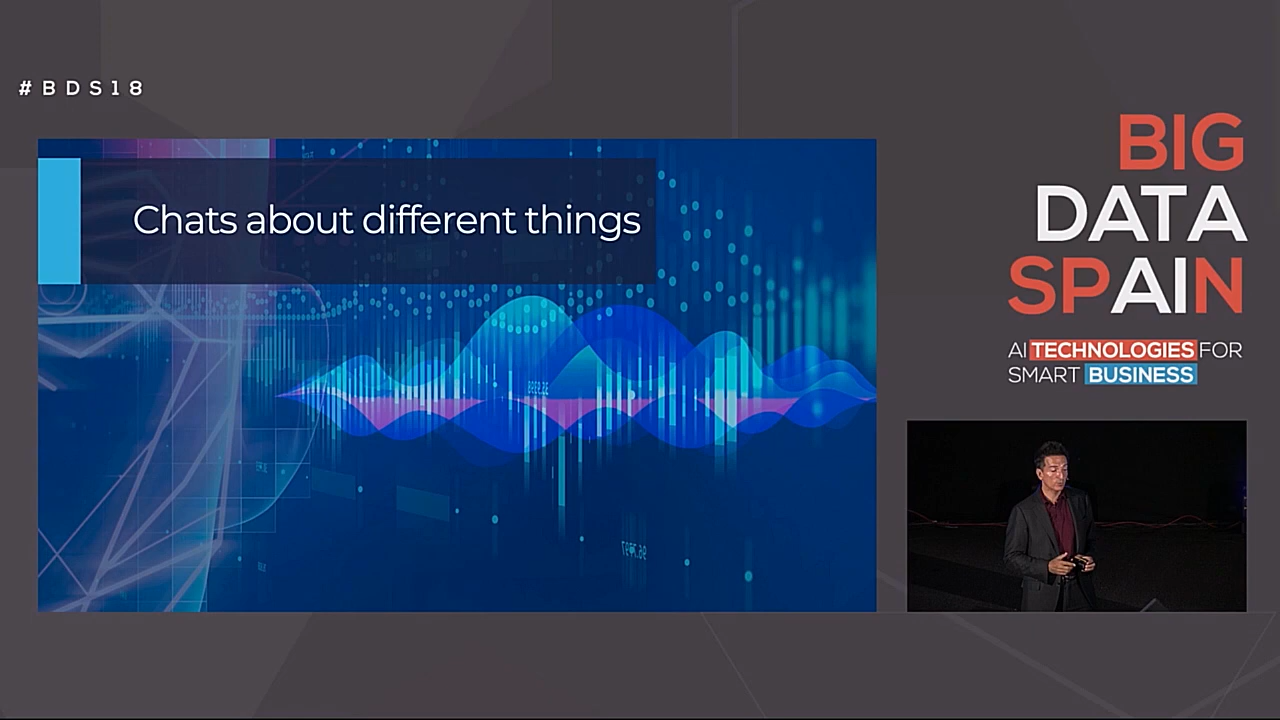 #BDS18
Chats about different things
BIG
DATA
SPAIN
AI TECHNOLOGIES FOR
SMART BUSINESS